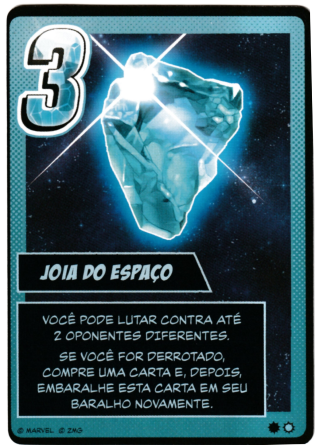 3
JOIA DO ESPAÇO
VOCÊ PODE LUTAR CONTRA ATÉ
2 OPONENTES DIFERENTES.
SE VOCÊ FOR DERROTADO,
COMPRE UMA CARTA E, DEPOIS,
EMBARALHE ESTA CARTA EM SEU
BARALHO NOVAMENTE.
© MARVEL © ZMG